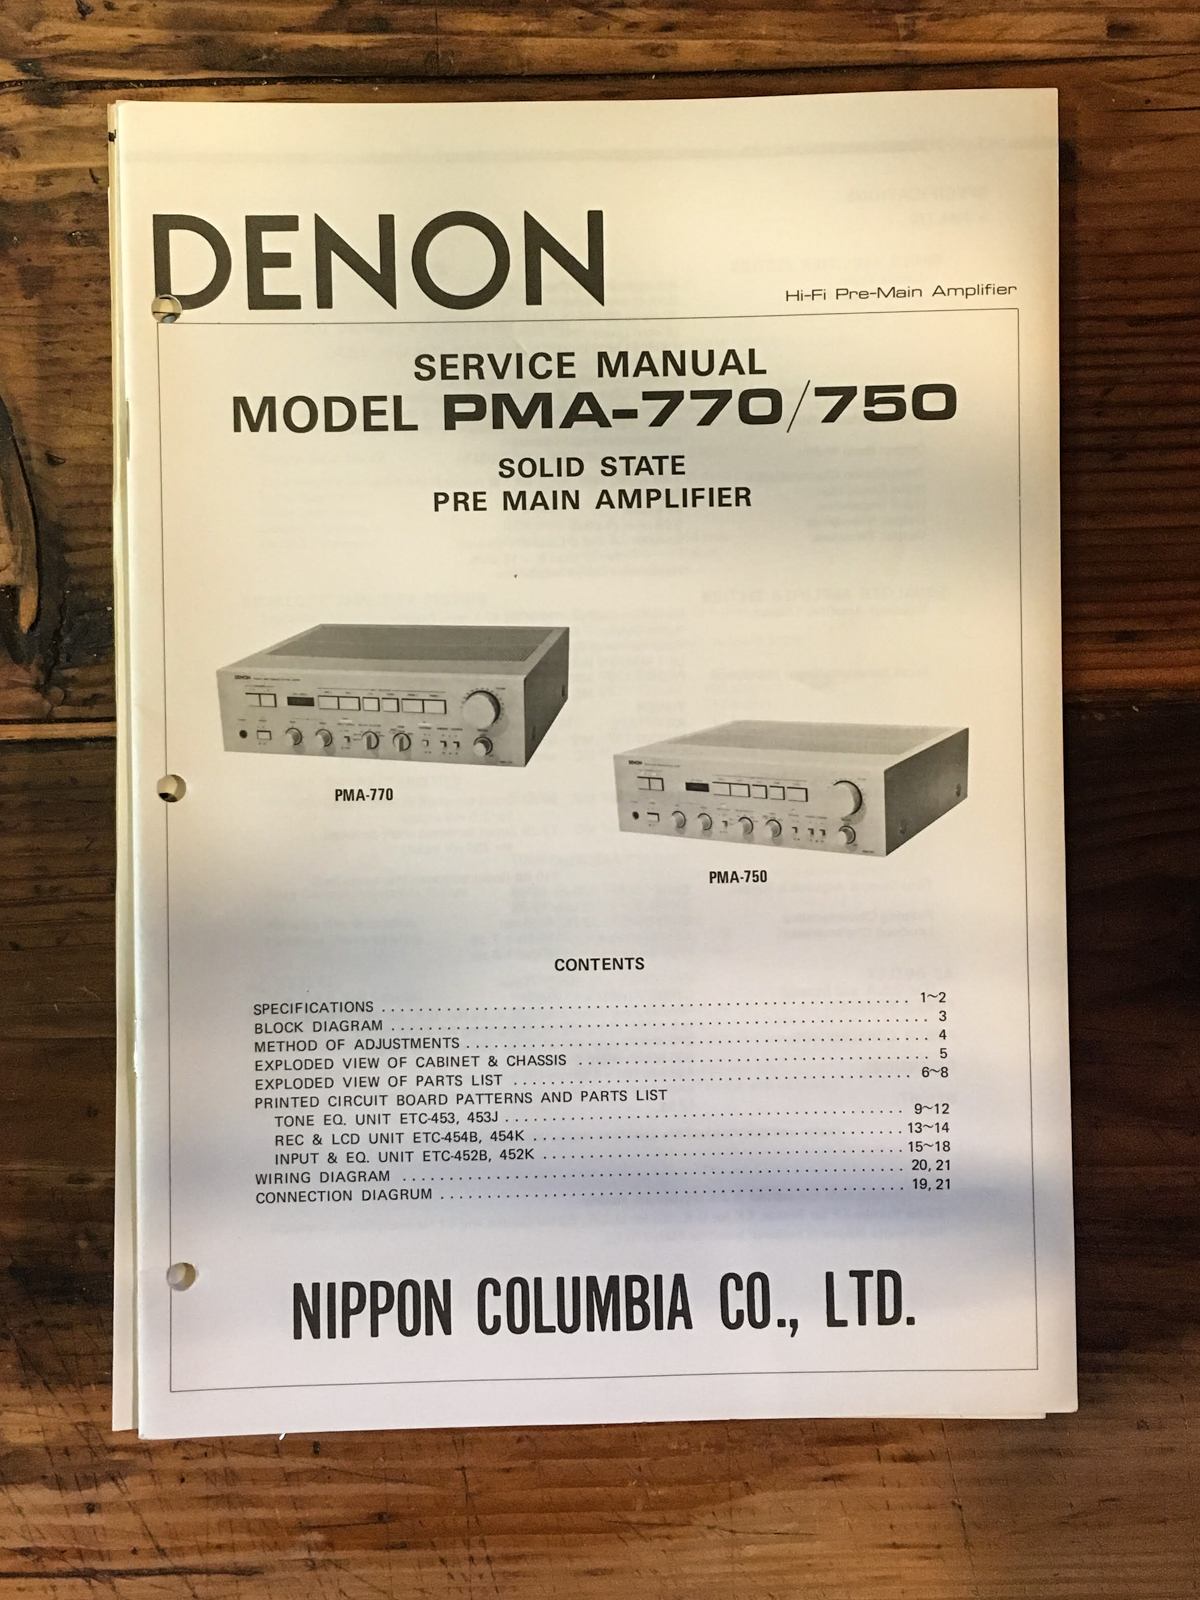 DENON
Hi-Fi Pre-Main Amplifier
SERVICE MANUAL
MODEL PMA-770/750
SOLID STATE
PRE MAIN AMPLIFIER
DENON
PMA-770
DENON
PMA-750
CONTENTS
SPECIFICATIONS 1~2
BLOCK DIAGRAM 3
METHOD OF ADJUSTMENTS 4
EXPLODED VIEW OF CABINET & CHASSIS 5
EXPLODED VIEW OF PARTS LIST 6~8
PRINTED CIRCUIT BOARD PATTERNS AND PARTS LIST
TONE EQ. UNIT ETC-453, 453J 9~12
REC & LCD UNIT ETC-454B, 454K 13~14
INPUT & EQ. UNIT ETC-452B, 452K 15~18
WIRING DIAGRAM 20, 21
CONNECTION DIAGRUM 19, 21
NIPPON COLUMBIA CO., LTD.